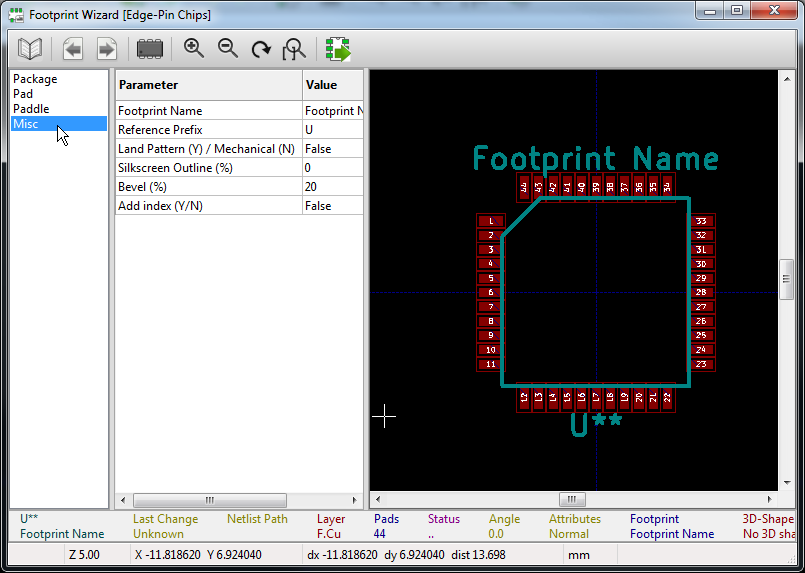 Footprint Wizard [Edge-Pin Chips]
Package
Pad
Paddle
Misc
Parameter Value
Footprint Name Footprint N
Reference Prefix U
Land Pattern (Y) / Mechanical (N) False
Silkscreen Outline (%) 0
Bevel (%) 20
Add index (Y/N) False
Footprint Name
44 43 42 41 40 39 38 37 36 35 34
1 33
2 32
3 31
4 30
5 29
6 28
7 27
8 26
9 25
10 24
11 23
12 13 14 15 16 17 18 19 20 21 22
U**
U** Last Change Netlist Path Layer Pads Status Angle Attributes Footprint 3D-Shape
Footprint Name Unknown F.Cu 44 .. 0.0 Normal Footprint Name No 3D sha
Z 5.00 X -11.818620 Y 6.924040 dx -11.818620 dy 6.924040 dist 13.698 mm